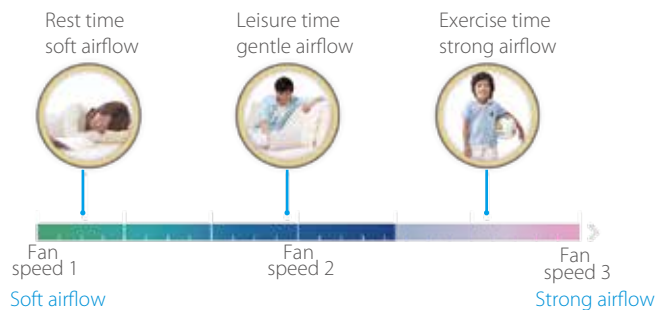 Rest time
soft airflow
Leisure time
gentle airflow
Exercise time
strong airflow
Fan
speed 1
Fan
speed 2
Fan
speed 3
Soft airflow
Strong airflow